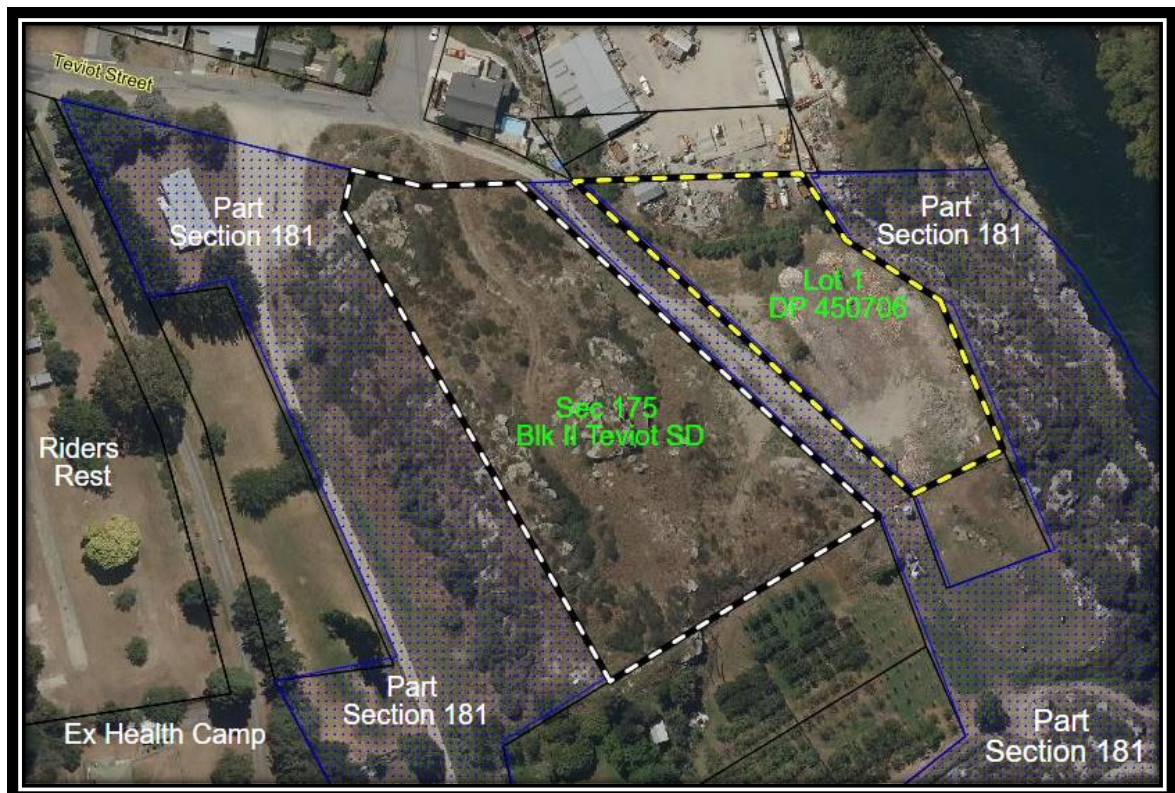 Teviot Street
Part
Section 181
Part
Section 181
Lot 1
DP 450706
Sec 175
Blk II Teviot SD
Riders
Rest
Part
Section 181
Ex Health Camp
Part
Section 181